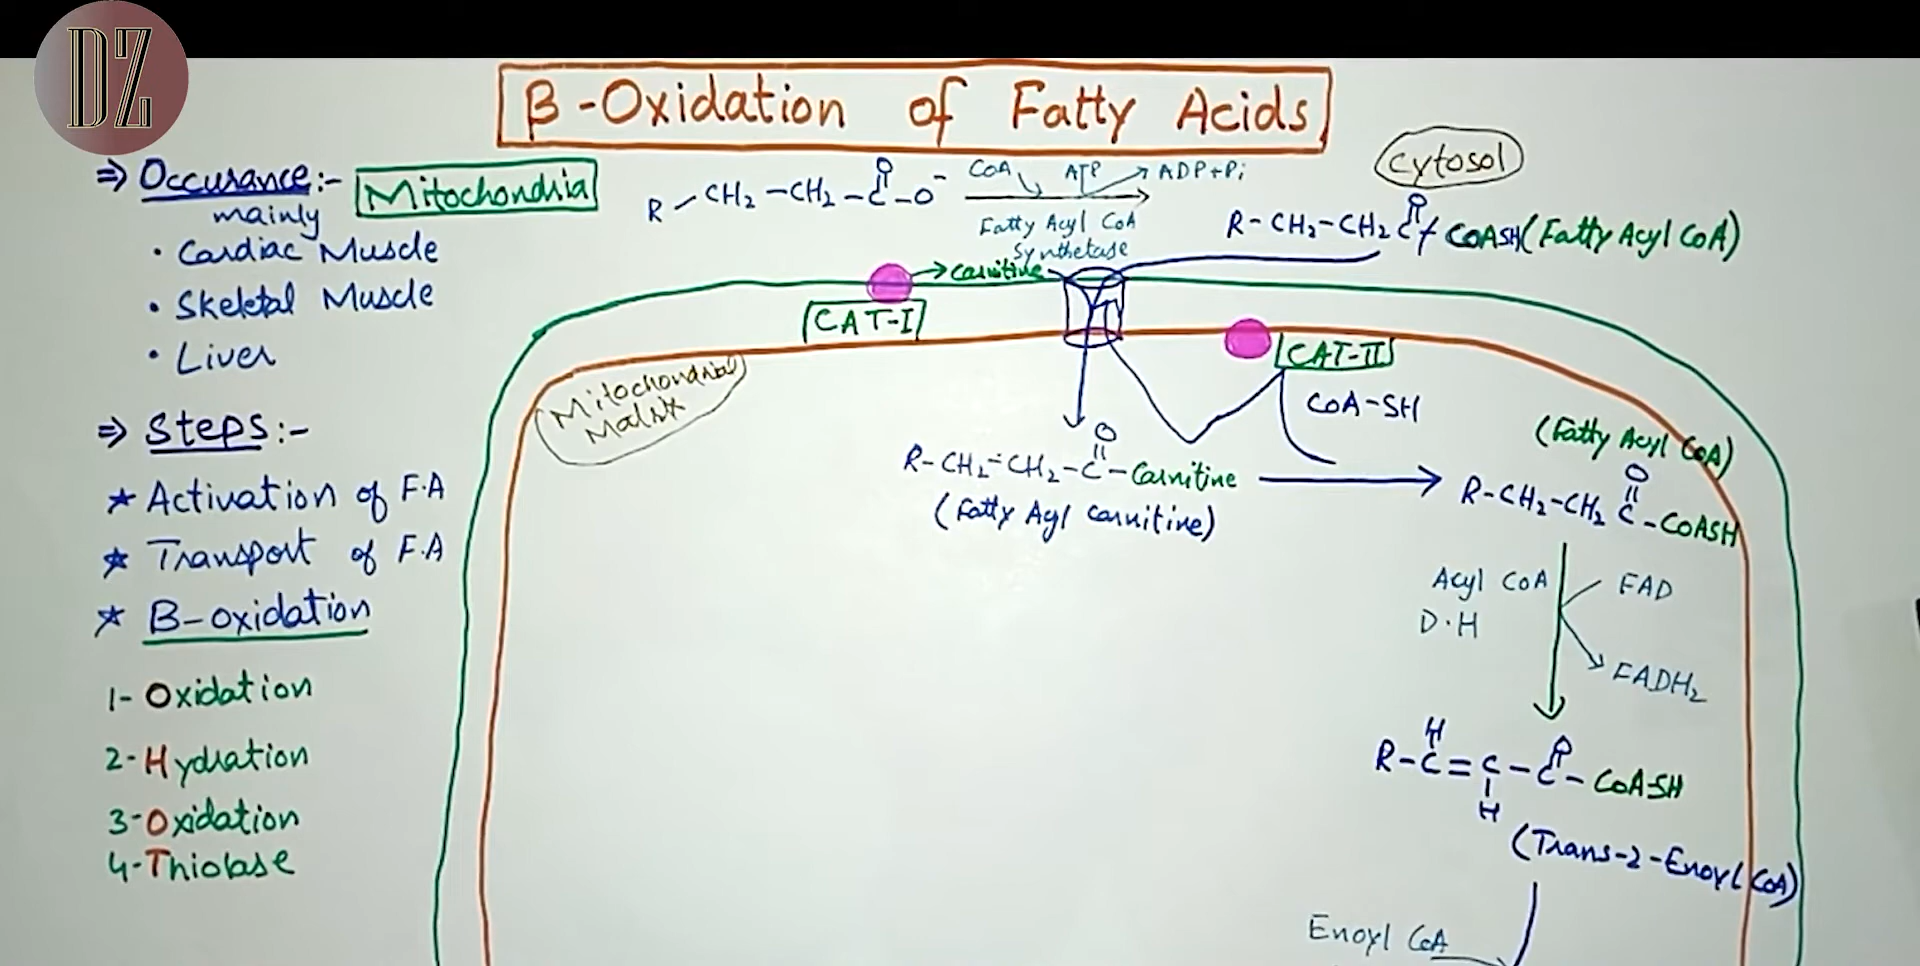 DZ
β-Oxidation of Fatty Acids
⇒ Occurance:- Mitochondria
mainly
• Cardiac Muscle
• Skeletal Muscle
• Liver
⇒ Steps:-
★ Activation of F.A
★ Transport of F.A
★ B-oxidation
1- Oxidation
2- Hydration
3- Oxidation
4- Thiolase
Cytosol
CoA ATP → ADP+Pi
R-CH₂-CH₂-C-O⁻
O
Fatty Acyl CoA
Synthetase
O
R-CH₂-CH₂ C COASH (Fatty Acyl CoA)
→ Carnitine
CAT-I
CAT-II
Mitochondrial
Matrix
CoA-SH
O
R-CH₂-CH₂-C-Carnitine
(Fatty Ayl Carnitine)
(Fatty Acyl CoA)
O
R-CH₂-CH₂ C-COASH
Acyl CoA
D.H
FAD
FADH₂
H O
R-C=C-C-COA-SH
H
(Trans-2-Enoyl CoA)
Enoyl CoA